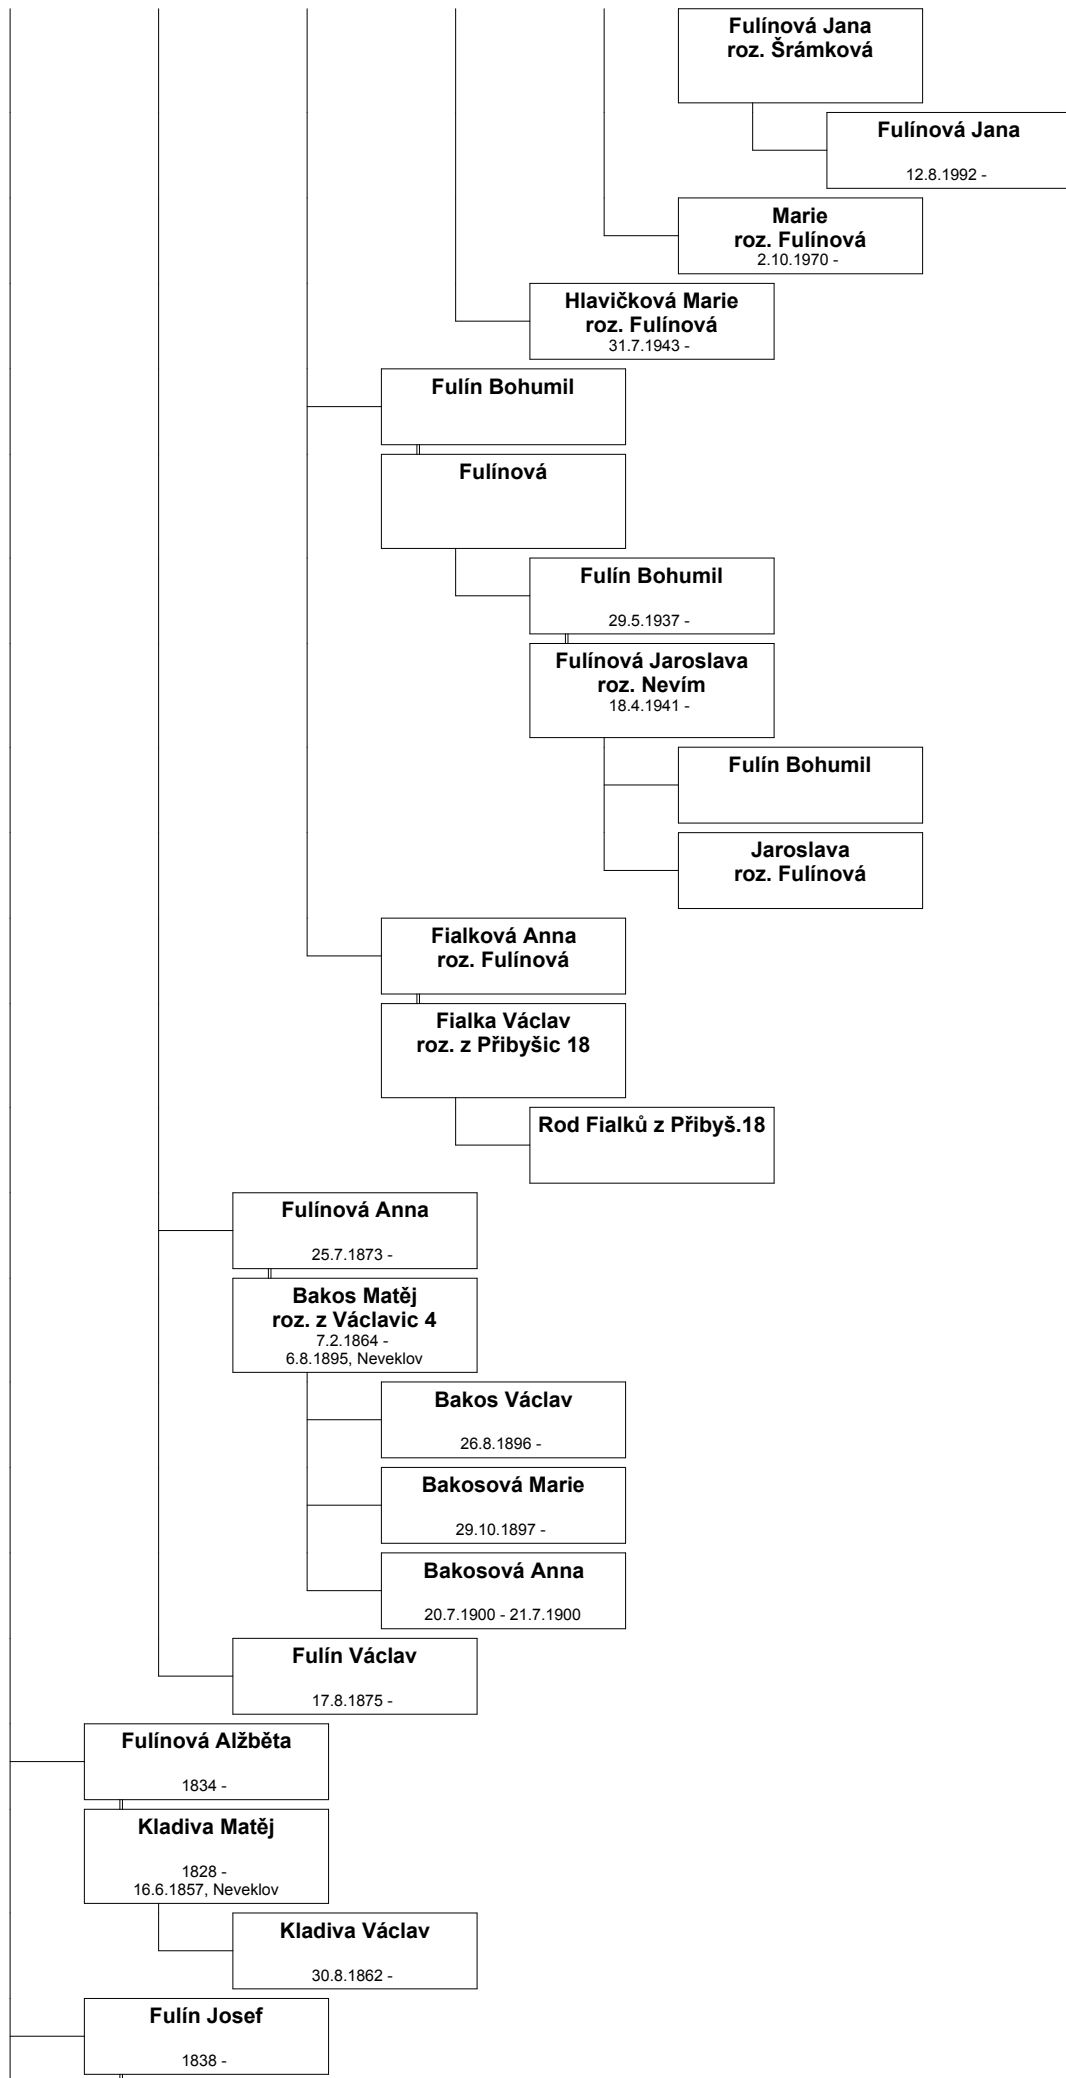 Fulínová Jana
roz. Šrámková
Fulínová Jana
12.8.1992 -
Marie
roz. Fulínová
2.10.1970 -
Hlavičková Marie
roz. Fulínová
31.7.1943 -
Fulín Bohumil
Fulínová
Fulín Bohumil
29.5.1937 -
Fulínová Jaroslava
roz. Nevím
18.4.1941 -
Fulín Bohumil
Jaroslava
roz. Fulínová
Fialková Anna
roz. Fulínová
Fialka Václav
roz. z Přibyšic 18
Rod Fialků z Přibyš.18
Fulínová Anna
25.7.1873 -
Bakos Matěj
roz. z Václavic 4
7.2.1864 -
6.8.1895, Neveklov
Bakos Václav
26.8.1896 -
Bakosová Marie
29.10.1897 -
Bakosová Anna
20.7.1900 - 21.7.1900
Fulín Václav
17.8.1875 -
Fulínová Alžběta
1834 -
Kladiva Matěj
1828 -
16.6.1857, Neveklov
Kladiva Václav
30.8.1862 -
Fulín Josef
1838 -